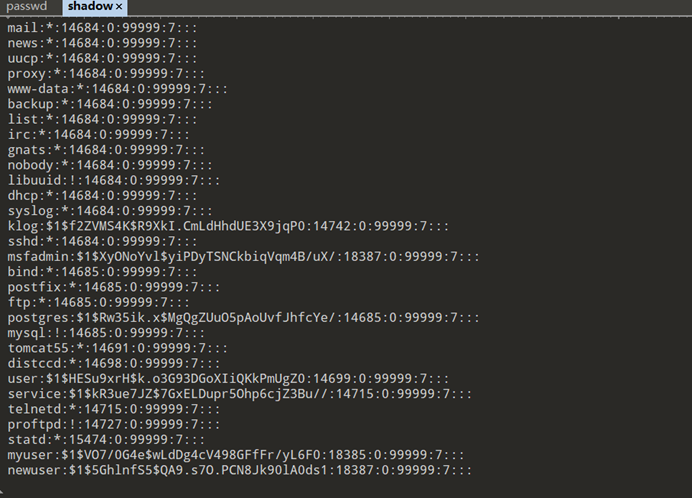 passwd shadow ×
mail:*:14684:0:99999:7:::
news:*:14684:0:99999:7:::
uucp:*:14684:0:99999:7:::
proxy:*:14684:0:99999:7:::
www-data:*:14684:0:99999:7:::
backup:*:14684:0:99999:7:::
list:*:14684:0:99999:7:::
irc:*:14684:0:99999:7:::
gnats:*:14684:0:99999:7:::
nobody:*:14684:0:99999:7:::
libuuid:!:14684:0:99999:7:::
dhcp:*:14684:0:99999:7:::
syslog:*:14684:0:99999:7:::
klog:$1$f2ZVMS4K$R9XkI.CmLdHhdUE3X9jqP0:14742:0:99999:7:::
sshd:*:14684:0:99999:7:::
msfadmin:$1$XyONoYvl$yiPDyTSNCkbiqVqm4B/uX/:18387:0:99999:7:::
bind:*:14685:0:99999:7:::
postfix:*:14685:0:99999:7:::
ftp:*:14685:0:99999:7:::
postgres:$1$Rw35ik.x$MgQgZUuO5pAoUvfJhfcYe/:14685:0:99999:7:::
mysql:!:14685:0:99999:7:::
tomcat55:*:14691:0:99999:7:::
distccd:*:14698:0:99999:7:::
user:$1$HESu9xrH$k.o3G93DGoXIiQKkPmUgZ0:14699:0:99999:7:::
service:$1$kR3ue7JZ$7GxELDupr5Ohp6cjZ3Bu//:14715:0:99999:7:::
telnetd:*:14715:0:99999:7:::
proftpd:!:14727:0:99999:7:::
statd:*:15474:0:99999:7:::
myuser:$1$VO7/0G4e$wLdDg4cV498GFfFr/yL6F0:18385:0:99999:7:::
newuser:$1$5GhlnfS5$QA9.s7O.PCN8Jk90lA0ds1:18387:0:99999:7:::